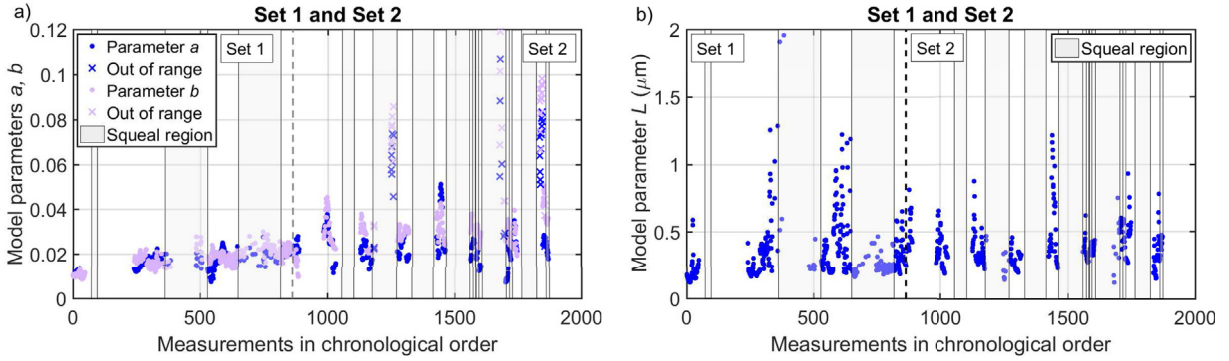 a)
Set 1 and Set 2
Model parameters a, b
0.12
0.1
0.08
0.06
0.04
0.02
0
Parameter a
Out of range
Parameter b
Out of range
Squeal region
Set 1
Set 2
0
500
1000
1500
2000
Measurements in chronological order
b)
Set 1 and Set 2
Model parameter L (μm)
2
1.5
1
0.5
0
Set 1
Set 2
Squeal region
0
500
1000
1500
2000
Measurements in chronological order